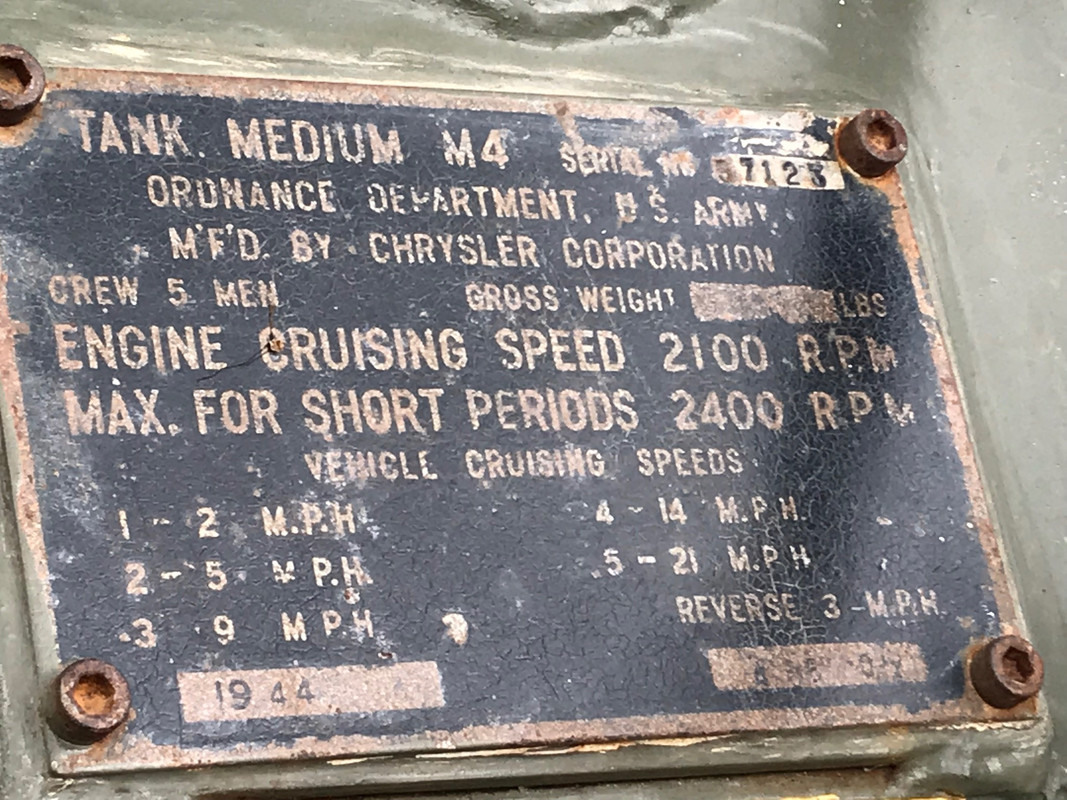 TANK. MEDIUM M4 SERIAL No 57123
ORDNANCE DEPARTMENT, U.S. ARMY.
M'F'D. BY CHRYSLER CORPORATION
CREW 5 MEN GROSS WEIGHT LBS
ENGINE CRUISING SPEED 2100 R.P.M
MAX. FOR SHORT PERIODS 2400 R.P.M
VEHICLE CRUISING SPEEDS
1 - 2 M.P.H. 4 - 14 M.P.H.
2 - 5 M.P.H. 5 - 21 M.P.H
3 9 M.P.H REVERSE 3 M.P.H.
1944